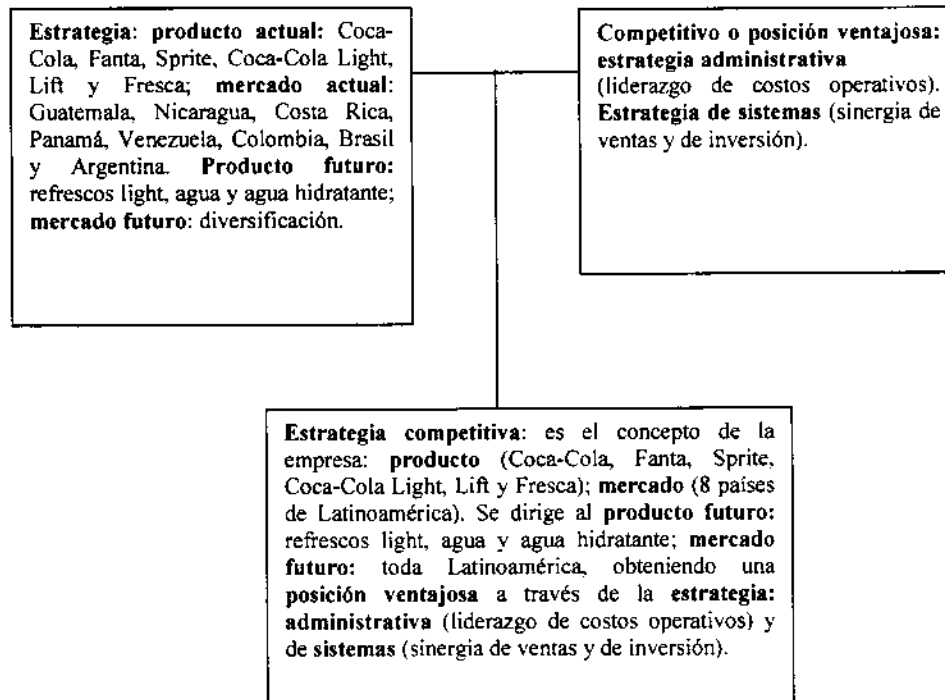 Estrategia: producto actual: Coca-
Cola, Fanta, Sprite, Coca-Cola Light,
Lift y Fresca; mercado actual:
Guatemala, Nicaragua, Costa Rica,
Panamá, Venezuela, Colombia, Brasil
y Argentina. Producto futuro:
refrescos light, agua y agua hidratante;
mercado futuro: diversificación.
Competitivo o posición ventajosa:
estrategia administrativa
(liderazgo de costos operativos).
Estrategia de sistemas (sinergia de
ventas y de inversión).
Estrategia competitiva: es el concepto de la
empresa: producto (Coca-Cola, Fanta, Sprite,
Coca-Cola Light, Lift y Fresca); mercado (8 países
de Latinoamérica). Se dirige al producto futuro:
refrescos light, agua y agua hidratante; mercado
futuro: toda Latinoamérica, obteniendo una
posición ventajosa a través de la estrategia:
administrativa (liderazgo de costos operativos) y
de sistemas (sinergia de ventas y de inversión).